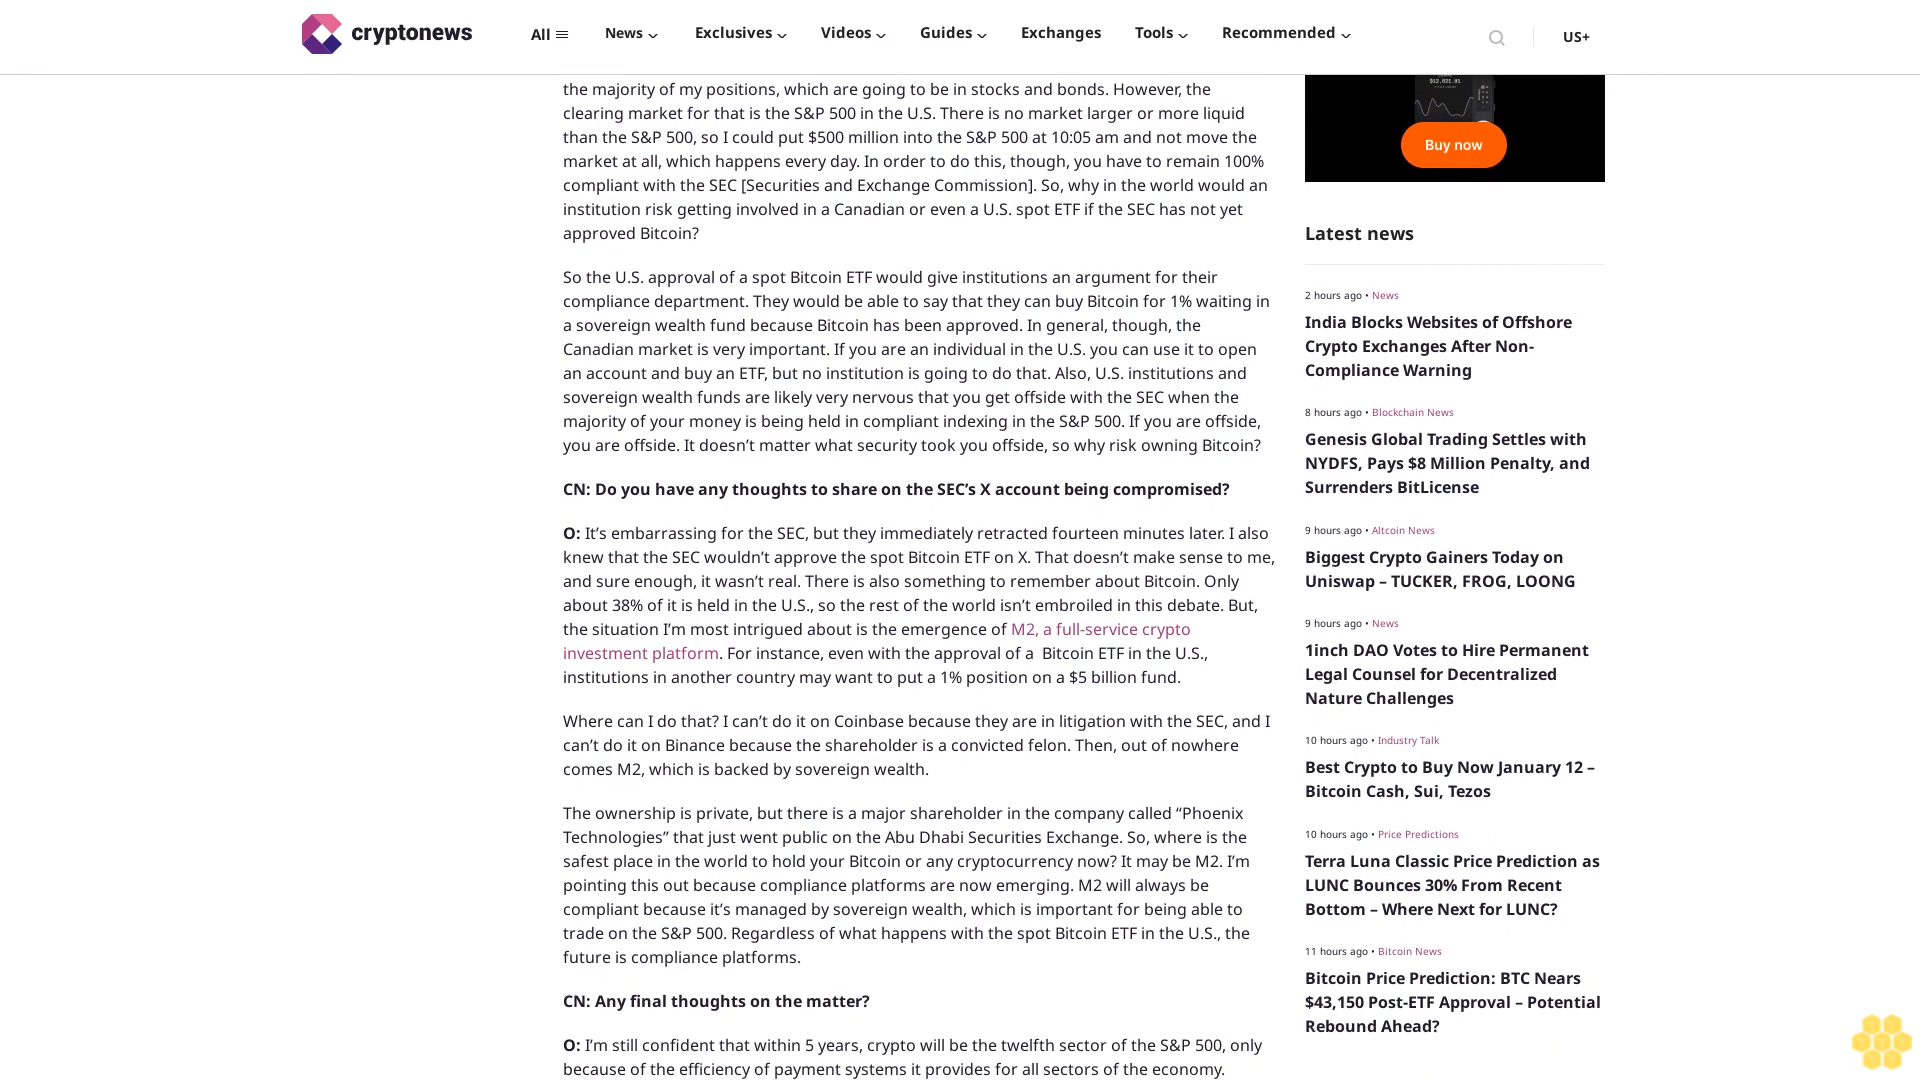 cryptonews
All
News
Exclusives
Videos
Guides
Exchanges
Tools
Recommended
US+
the majority of my positions, which are going to be in stocks and bonds. However, the
clearing market for that is the S&P 500 in the U.S. There is no market larger or more liquid
than the S&P 500, so I could put $500 million into the S&P 500 at 10:05 am and not move the
market at all, which happens every day. In order to do this, though, you have to remain 100%
compliant with the SEC [Securities and Exchange Commission]. So, why in the world would an
institution risk getting involved in a Canadian or even a U.S. spot ETF if the SEC has not yet
approved Bitcoin?
So the U.S. approval of a spot Bitcoin ETF would give institutions an argument for their
compliance department. They would be able to say that they can buy Bitcoin for 1% waiting in
a sovereign wealth fund because Bitcoin has been approved. In general, though, the
Canadian market is very important. If you are an individual in the U.S. you can use it to open
an account and buy an ETF, but no institution is going to do that. Also, U.S. institutions and
sovereign wealth funds are likely very nervous that you get offside with the SEC when the
majority of your money is being held in compliant indexing in the S&P 500. If you are offside,
you are offside. It doesn’t matter what security took you offside, so why risk owning Bitcoin?
CN: Do you have any thoughts to share on the SEC’s X account being compromised?
O: It’s embarrassing for the SEC, but they immediately retracted fourteen minutes later. I also
knew that the SEC wouldn’t approve the spot Bitcoin ETF on X. That doesn’t make sense to me,
and sure enough, it wasn’t real. There is also something to remember about Bitcoin. Only
about 38% of it is held in the U.S., so the rest of the world isn’t embroiled in this debate. But,
the situation I’m most intrigued about is the emergence of M2, a full-service crypto
investment platform. For instance, even with the approval of a  Bitcoin ETF in the U.S.,
institutions in another country may want to put a 1% position on a $5 billion fund.
Where can I do that? I can’t do it on Coinbase because they are in litigation with the SEC, and I
can’t do it on Binance because the shareholder is a convicted felon. Then, out of nowhere
comes M2, which is backed by sovereign wealth.
The ownership is private, but there is a major shareholder in the company called “Phoenix
Technologies” that just went public on the Abu Dhabi Securities Exchange. So, where is the
safest place in the world to hold your Bitcoin or any cryptocurrency now? It may be M2. I’m
pointing this out because compliance platforms are now emerging. M2 will always be
compliant because it’s managed by sovereign wealth, which is important for being able to
trade on the S&P 500. Regardless of what happens with the spot Bitcoin ETF in the U.S., the
future is compliance platforms.
CN: Any final thoughts on the matter?
O: I’m still confident that within 5 years, crypto will be the twelfth sector of the S&P 500, only
because of the efficiency of payment systems it provides for all sectors of the economy.
$12,021.01
Buy now
Latest news
2 hours ago • News
India Blocks Websites of Offshore
Crypto Exchanges After Non-
Compliance Warning
8 hours ago • Blockchain News
Genesis Global Trading Settles with
NYDFS, Pays $8 Million Penalty, and
Surrenders BitLicense
9 hours ago • Altcoin News
Biggest Crypto Gainers Today on
Uniswap – TUCKER, FROG, LOONG
9 hours ago • News
1inch DAO Votes to Hire Permanent
Legal Counsel for Decentralized
Nature Challenges
10 hours ago • Industry Talk
Best Crypto to Buy Now January 12 –
Bitcoin Cash, Sui, Tezos
10 hours ago • Price Predictions
Terra Luna Classic Price Prediction as
LUNC Bounces 30% From Recent
Bottom – Where Next for LUNC?
11 hours ago • Bitcoin News
Bitcoin Price Prediction: BTC Nears
$43,150 Post-ETF Approval – Potential
Rebound Ahead?